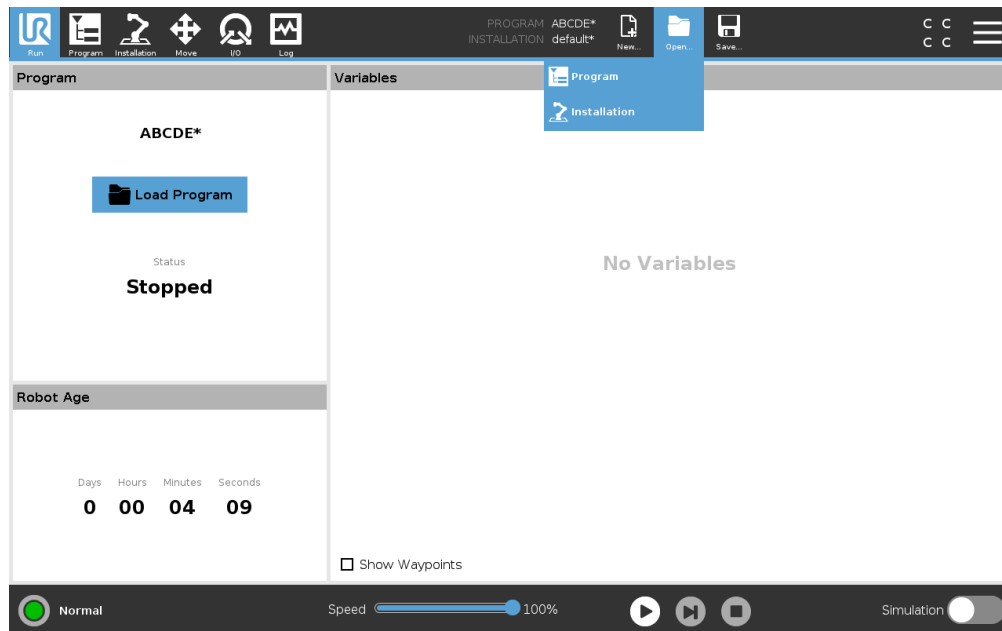 PROGRAM ABCDE*
INSTALLATION default*
Run Program Installation Move I/O Log New... Open... Save...
C C
C C
Program
Installation
Program
ABCDE*
Load Program
Status
Stopped
Variables
No Variables
Show Waypoints
Robot Age
Days Hours Minutes Seconds
0 00 04 09
Normal Speed 100% Simulation